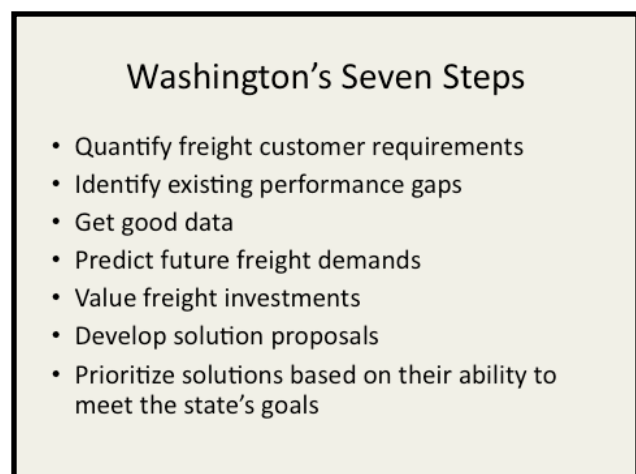 Washington’s Seven Steps
• Quantify freight customer requirements
• Identify existing performance gaps
• Get good data
• Predict future freight demands
• Value freight investments
• Develop solution proposals
• Prioritize solutions based on their ability to
meet the state’s goals